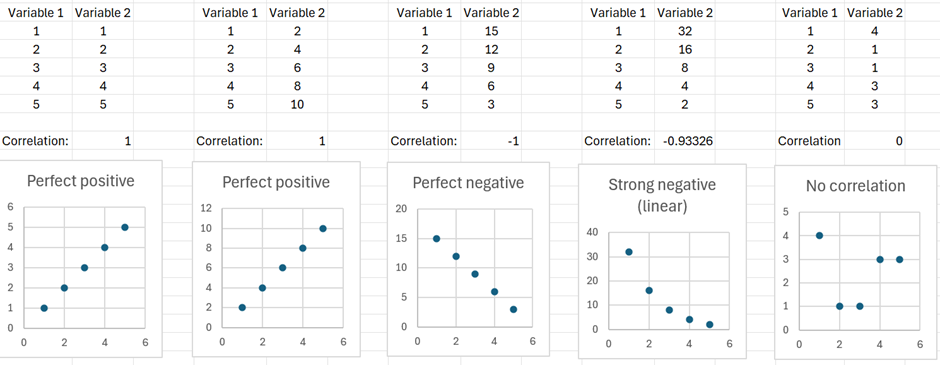 Variable 1 Variable 2 Variable 1 Variable 2 Variable 1 Variable 2 Variable 1 Variable 2 Variable 1 Variable 2
1 1 1 2 1 15 1 32 1 4
2 2 2 4 2 12 2 16 2 1
3 3 3 6 3 9 3 8 3 1
4 4 4 8 4 6 4 4 4 3
5 5 5 10 5 3 5 2 5 3
Correlation: 1 Correlation: 1 Correlation: -1 Correlation: -0.93326 Correlation 0
Perfect positive
6
5
4
3
2
1
0
0 2 4 6
Perfect positive
12
10
8
6
4
2
0
0 2 4 6
Perfect negative
20
15
10
5
0
0 2 4 6
Strong negative
(linear)
40
30
20
10
0
0 2 4 6
No correlation
5
4
3
2
1
0
0 2 4 6